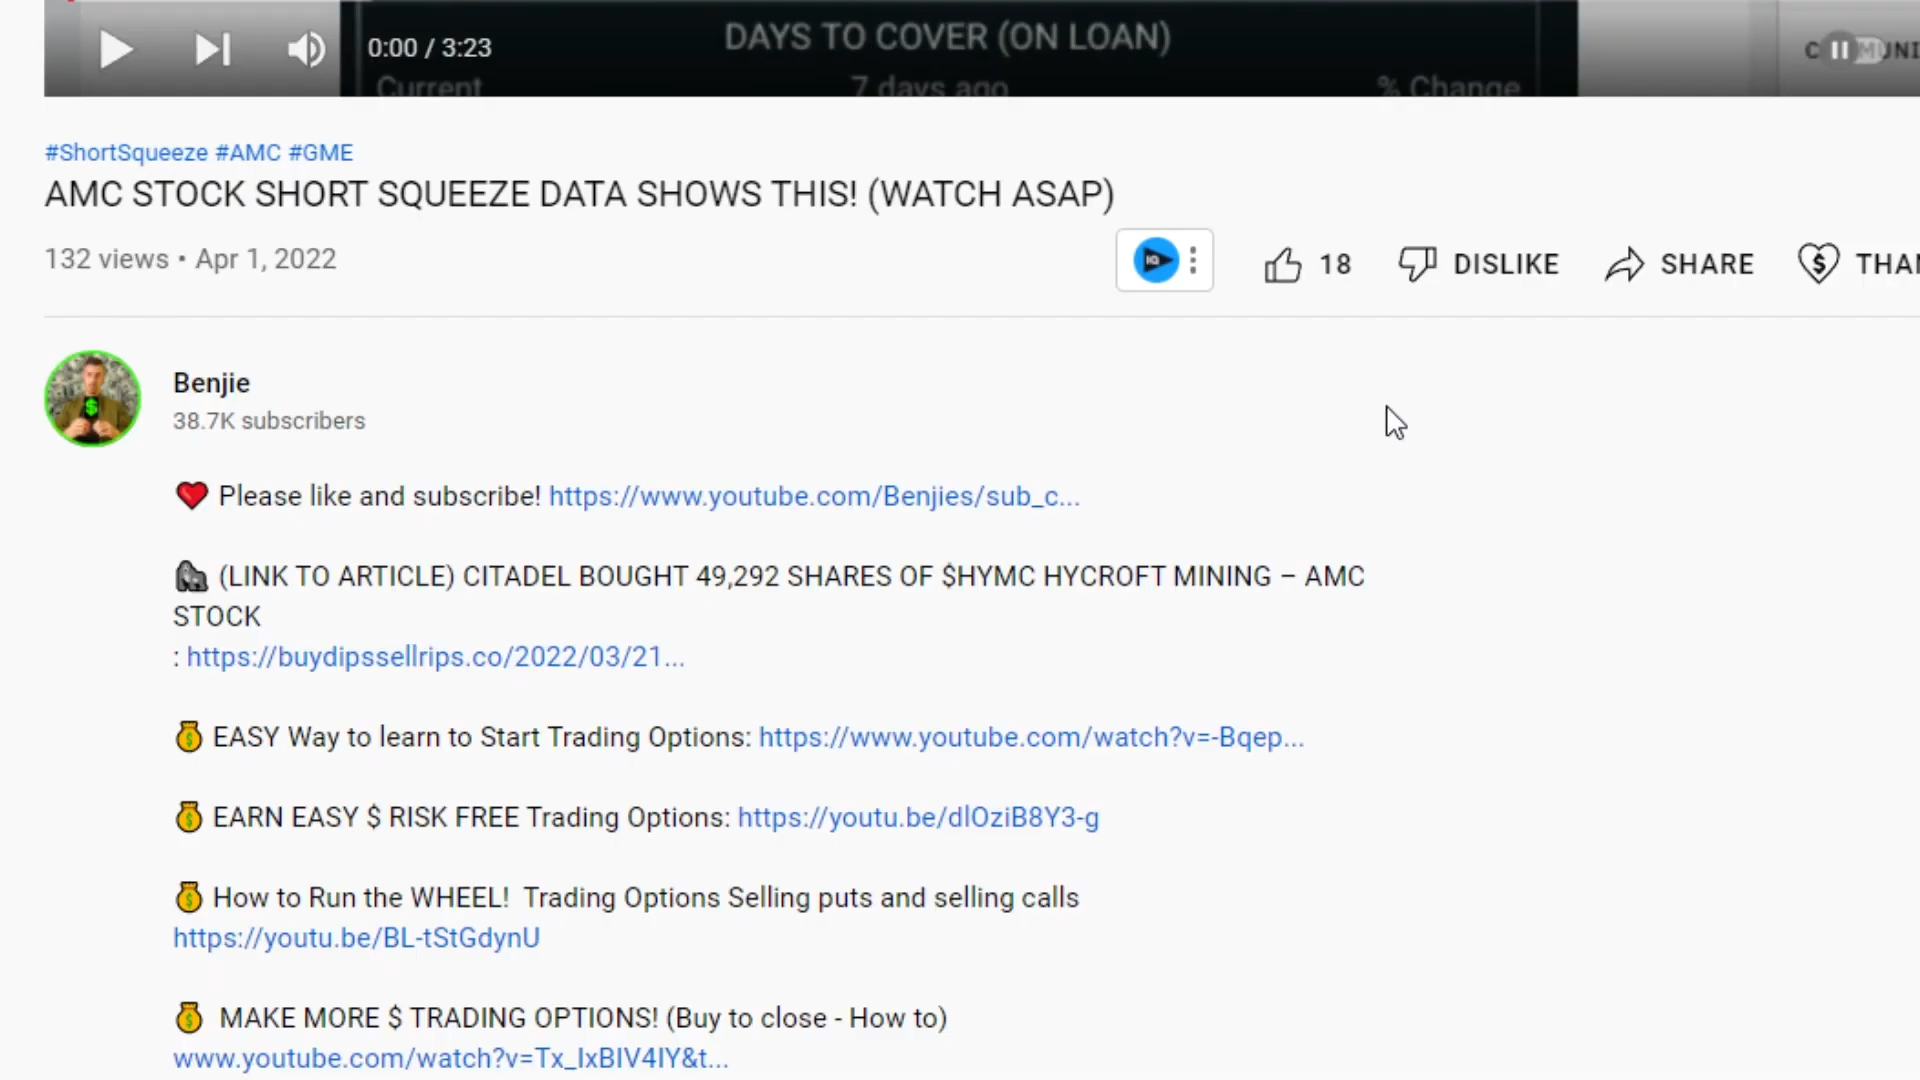 0:00 / 3:23
DAYS TO COVER (ON LOAN)
Current 7 days ago % Change
#ShortSqueeze #AMC #GME
AMC STOCK SHORT SQUEEZE DATA SHOWS THIS! (WATCH ASAP)
132 views • Apr 1, 2022
IQ
18 DISLIKE SHARE THAN
Benjie
38.7K subscribers
Please like and subscribe! https://www.youtube.com/Benjies/sub_c...
(LINK TO ARTICLE) CITADEL BOUGHT 49,292 SHARES OF $HYMC HYCROFT MINING – AMC
STOCK
: https://buydipssellrips.co/2022/03/21...
EASY Way to learn to Start Trading Options: https://www.youtube.com/watch?v=-Bqep...
EARN EASY $ RISK FREE Trading Options: https://youtu.be/dlOziB8Y3-g
How to Run the WHEEL! Trading Options Selling puts and selling calls
https://youtu.be/BL-tStGdynU
MAKE MORE $ TRADING OPTIONS! (Buy to close - How to)
www.youtube.com/watch?v=Tx_IxBIV4IY&t...